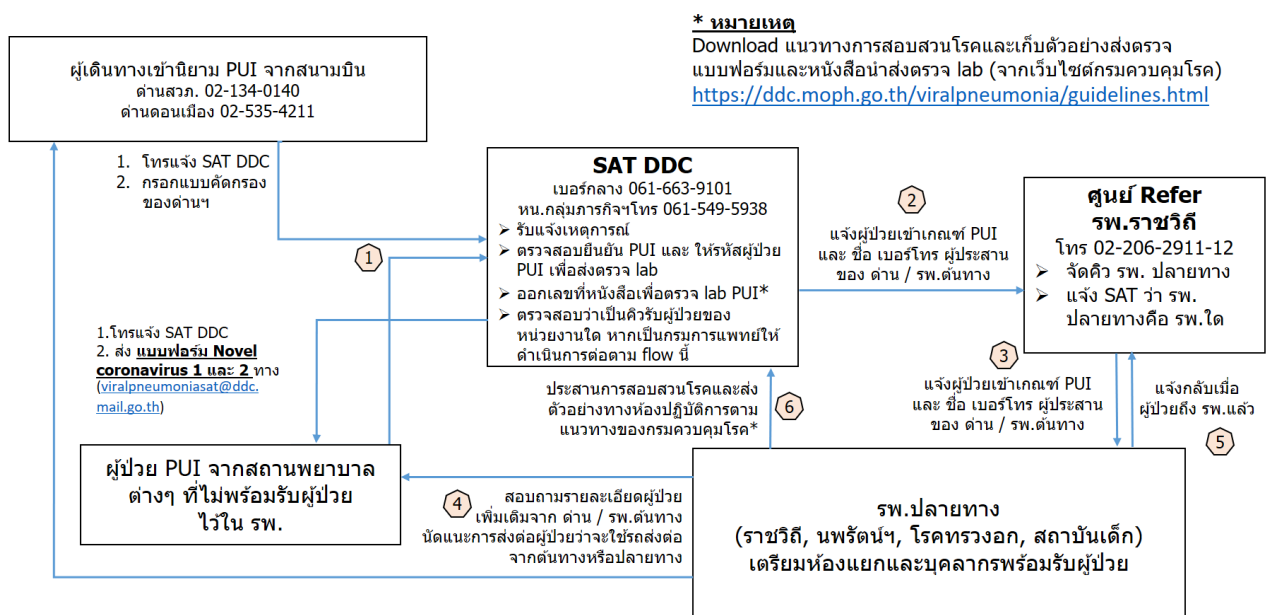 * หมายเหตุ
Download แนวทางการสอบสวนโรคและเก็บตัวอย่างส่งตรวจ
แบบฟอร์มและหนังสือนำส่งตรวจ lab (จากเว็บไซต์กรมควบคุมโรค)
https://ddc.moph.go.th/viralpneumonia/guidelines.html
ผู้เดินทางเข้านิยาม PUI จากสนามบิน
ด่านสวภ. 02-134-0140
ด่านดอนเมือง 02-535-4211
1. โทรแจ้ง SAT DDC
2. กรอกแบบคัดกรอง
ของด่านฯ
1
SAT DDC
เบอร์กลาง 061-663-9101
หน.กลุ่มภารกิจฯโทร 061-549-5938
➢ รับแจ้งเหตุการณ์
➢ ตรวจสอบยืนยัน PUI และ ให้รหัสผู้ป่วย
PUI เพื่อส่งตรวจ lab
➢ ออกเลขที่หนังสือเพื่อตรวจ lab PUI*
➢ ตรวจสอบว่าเป็นคิวรับผู้ป่วยของ
หน่วยงานใด หากเป็นกรมการแพทย์ให้
ดำเนินการต่อตาม flow นี้
2
แจ้งผู้ป่วยเข้าเกณฑ์ PUI
และ ชื่อ เบอร์โทร ผู้ประสาน
ของ ด่าน / รพ.ต้นทาง
ศูนย์ Refer
รพ.ราชวิถี
โทร 02-206-2911-12
➢ จัดคิว รพ. ปลายทาง
➢ แจ้ง SAT ว่า รพ.
ปลายทางคือ รพ.ใด
1.โทรแจ้ง SAT DDC
2. ส่ง แบบฟอร์ม Novel
coronavirus 1 และ 2 ทาง
(viralpneumoniasat@ddc.
mail.go.th)
3
แจ้งผู้ป่วยเข้าเกณฑ์ PUI
และ ชื่อ เบอร์โทร ผู้ประสาน
ของ ด่าน / รพ.ต้นทาง
แจ้งกลับเมื่อ
ผู้ป่วยถึง รพ.แล้ว
5
ประสานการสอบสวนโรคและส่ง
ตัวอย่างทางห้องปฏิบัติการตาม
แนวทางของกรมควบคุมโรค*
6
ผู้ป่วย PUI จากสถานพยาบาล
ต่างๆ ที่ไม่พร้อมรับผู้ป่วย
ไว้ใน รพ.
4
สอบถามรายละเอียดผู้ป่วย
เพิ่มเติมจาก ด่าน / รพ.ต้นทาง
นัดแนะการส่งต่อผู้ป่วยว่าจะใช้รถส่งต่อ
จากต้นทางหรือปลายทาง
รพ.ปลายทาง
(ราชวิถี, นพรัตน์ฯ, โรคทรวงอก, สถาบันเด็ก)
เตรียมห้องแยกและบุคลากรพร้อมรับผู้ป่วย